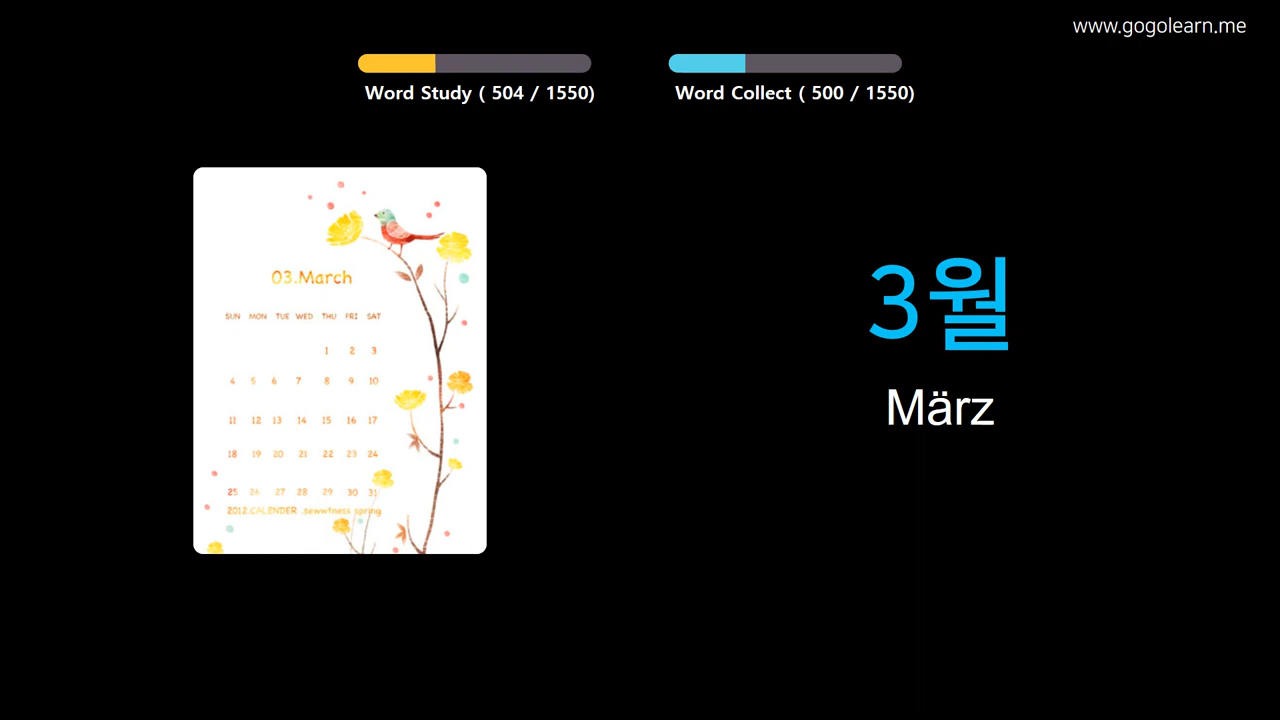 www.gogolearn.me
Word Study ( 504 / 1550)
Word Collect ( 500 / 1550)
03.March
SUN MON TUE WED THU FRI SAT
1 2 3
4 5 6 7 8 9 10
11 12 13 14 15 16 17
18 19 20 21 22 23 24
25 26 27 28 29 30 31
2012.CALENDER .sewwtness spring
3월
März